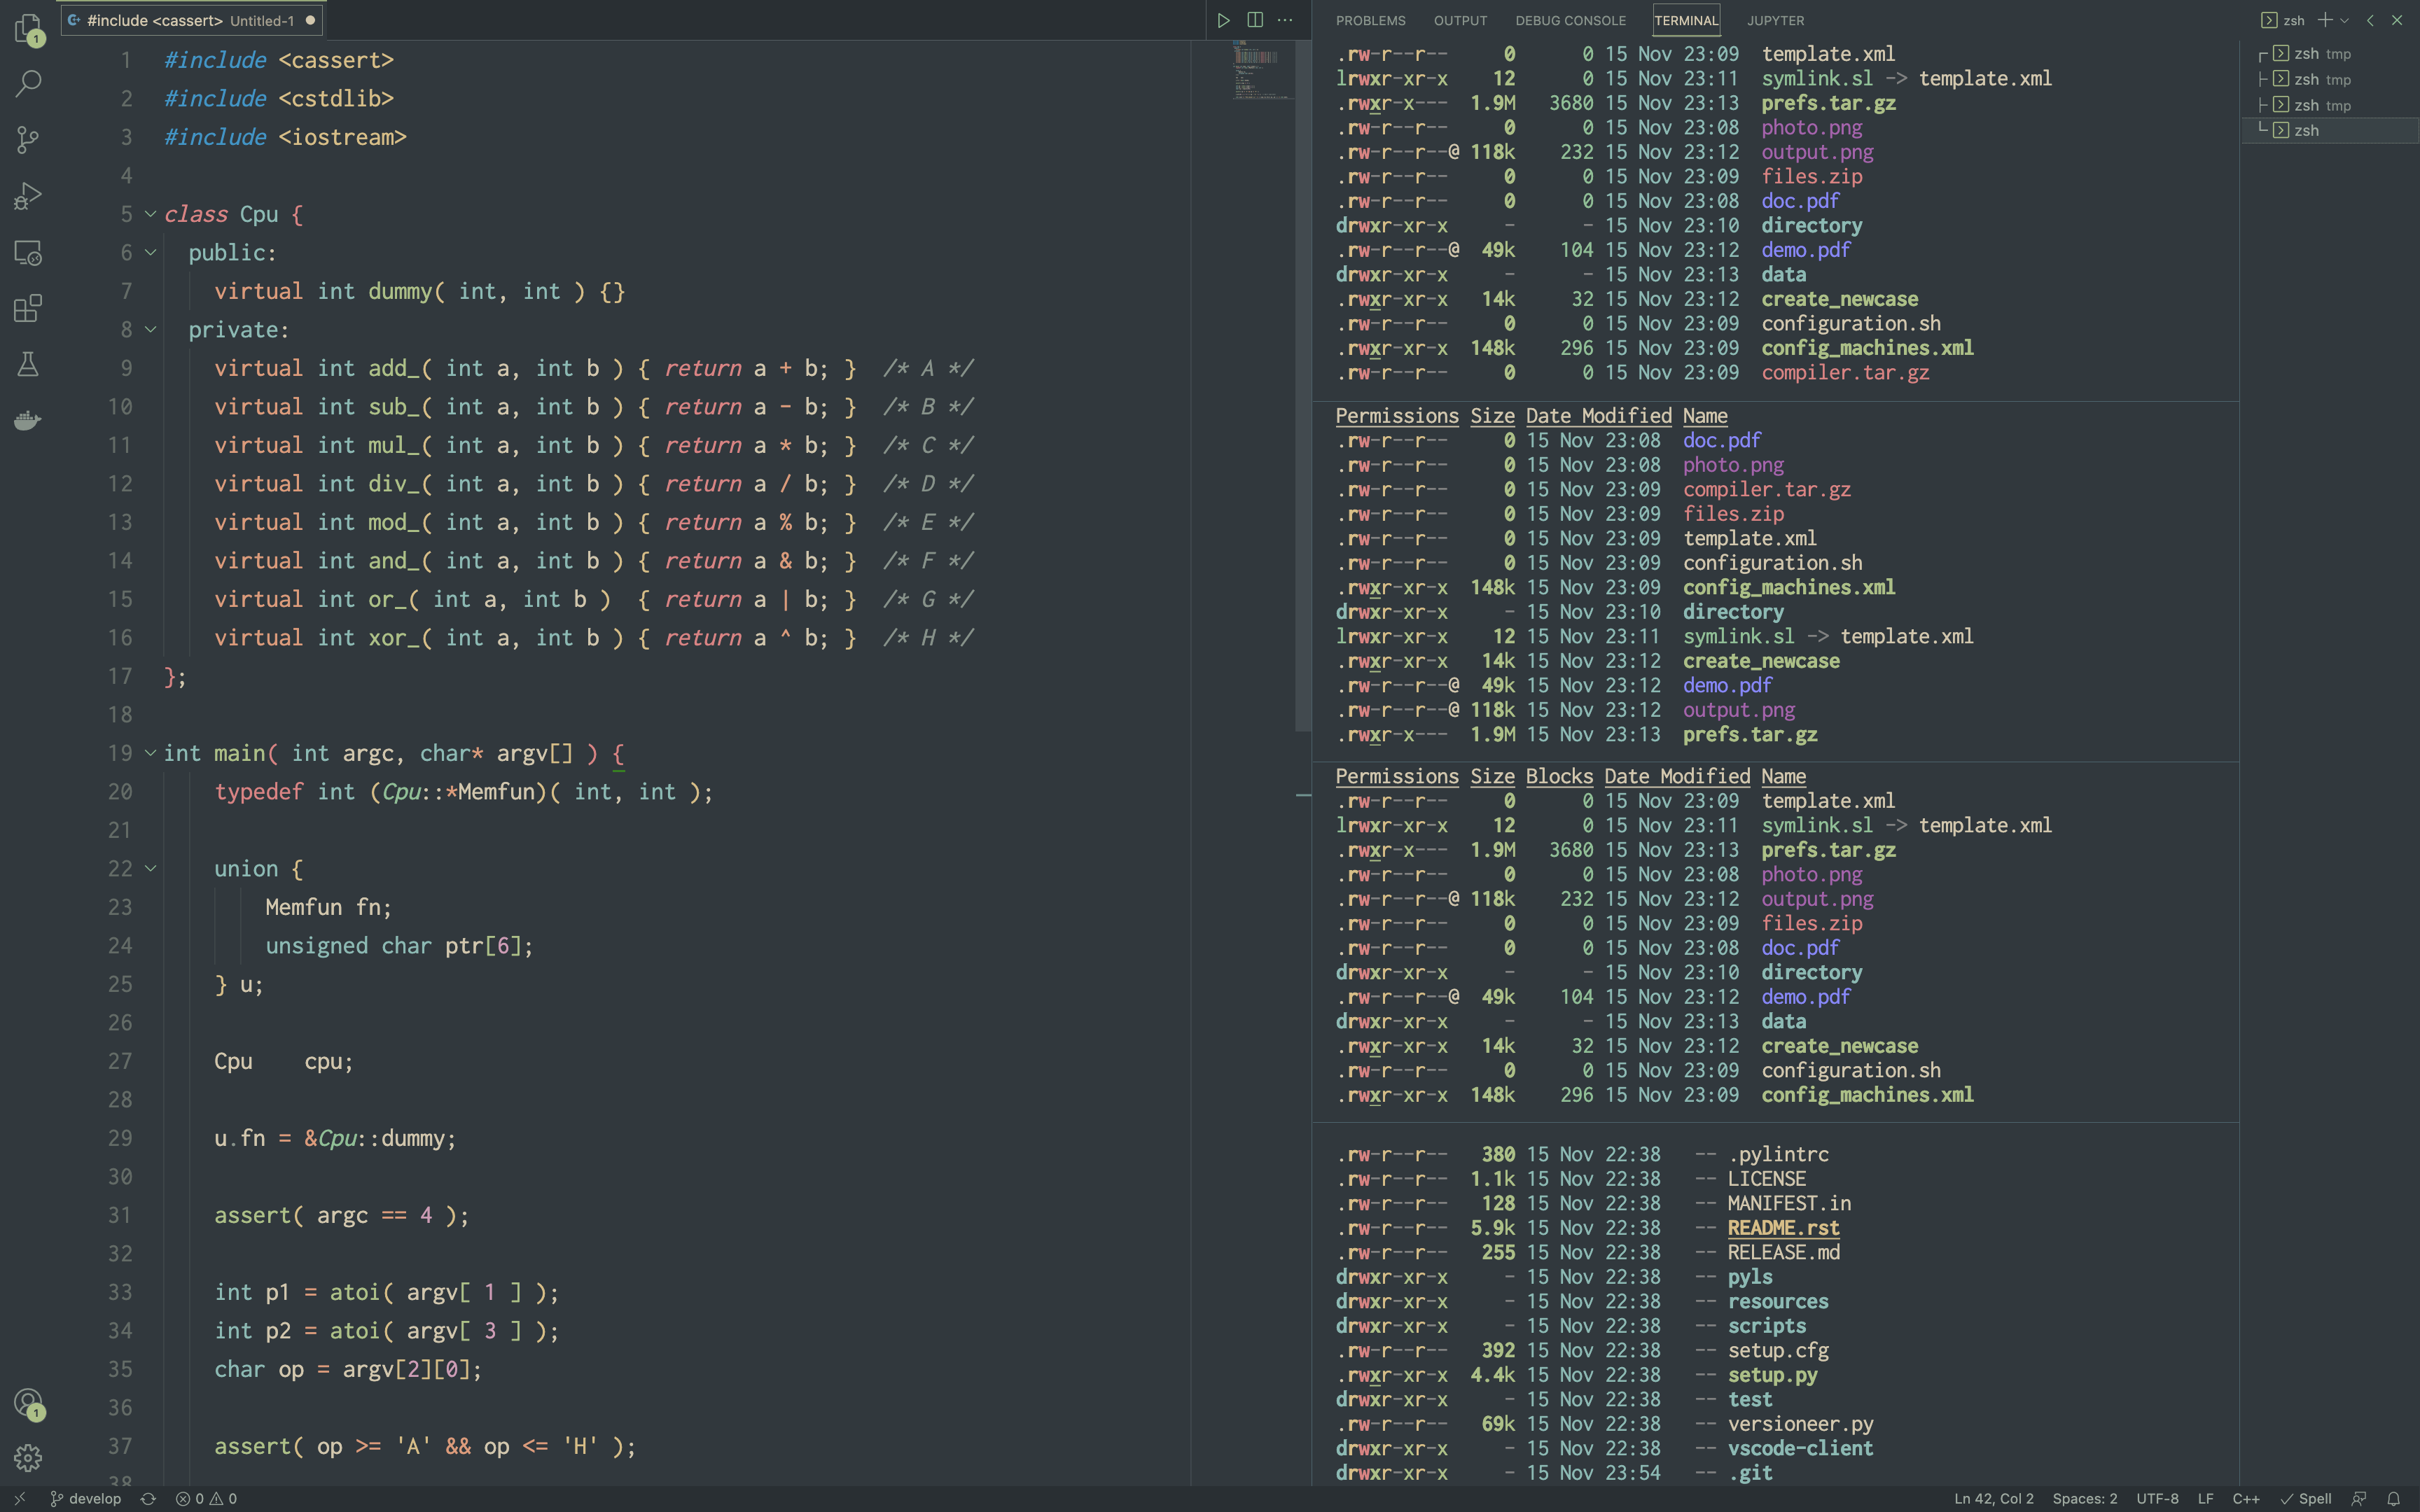 #include <cassert> Untitled-1
1 #include <cassert>
2 #include <cstdlib>
3 #include <iostream>
4
5 class Cpu {
6 public:
7 virtual int dummy( int, int ) {}
8 private:
9 virtual int add_( int a, int b ) { return a + b; } /* A */
10 virtual int sub_( int a, int b ) { return a - b; } /* B */
11 virtual int mul_( int a, int b ) { return a * b; } /* C */
12 virtual int div_( int a, int b ) { return a / b; } /* D */
13 virtual int mod_( int a, int b ) { return a % b; } /* E */
14 virtual int and_( int a, int b ) { return a & b; } /* F */
15 virtual int or_( int a, int b )  { return a | b; } /* G */
16 virtual int xor_( int a, int b ) { return a ^ b; } /* H */
17 };
18
19 int main( int argc, char* argv[] ) {
20 typedef int (Cpu::*Memfun)( int, int );
21
22 union {
23 Memfun fn;
24 unsigned char ptr[6];
25 } u;
26
27 Cpu    cpu;
28
29 u.fn = &Cpu::dummy;
30
31 assert( argc == 4 );
32
33 int p1 = atoi( argv[ 1 ] );
34 int p2 = atoi( argv[ 3 ] );
35 char op = argv[2][0];
36
37 assert( op >= 'A' && op <= 'H' );
38
PROBLEMS OUTPUT DEBUG CONSOLE TERMINAL JUPYTER
zsh
.rw-r--r-- 0 0 15 Nov 23:09 template.xml
lrwxr-xr-x 12 0 15 Nov 23:11 symlink.sl -> template.xml
.rwxr-x--- 1.9M 3680 15 Nov 23:13 prefs.tar.gz
.rw-r--r-- 0 0 15 Nov 23:08 photo.png
.rw-r--r--@ 118k 232 15 Nov 23:12 output.png
.rw-r--r-- 0 0 15 Nov 23:09 files.zip
.rw-r--r-- 0 0 15 Nov 23:08 doc.pdf
drwxr-xr-x - - 15 Nov 23:10 directory
.rw-r--r--@ 49k 104 15 Nov 23:12 demo.pdf
drwxr-xr-x - - 15 Nov 23:13 data
.rwxr-xr-x 14k 32 15 Nov 23:12 create_newcase
.rw-r--r-- 0 0 15 Nov 23:09 configuration.sh
.rwxr-xr-x 148k 296 15 Nov 23:09 config_machines.xml
.rw-r--r-- 0 0 15 Nov 23:09 compiler.tar.gz
Permissions Size Date Modified Name
.rw-r--r-- 0 15 Nov 23:08 doc.pdf
.rw-r--r-- 0 15 Nov 23:08 photo.png
.rw-r--r-- 0 15 Nov 23:09 compiler.tar.gz
.rw-r--r-- 0 15 Nov 23:09 files.zip
.rw-r--r-- 0 15 Nov 23:09 template.xml
.rw-r--r-- 0 15 Nov 23:09 configuration.sh
.rwxr-xr-x 148k 15 Nov 23:09 config_machines.xml
drwxr-xr-x - 15 Nov 23:10 directory
lrwxr-xr-x 12 15 Nov 23:11 symlink.sl -> template.xml
.rwxr-xr-x 14k 15 Nov 23:12 create_newcase
.rw-r--r--@ 49k 15 Nov 23:12 demo.pdf
.rw-r--r--@ 118k 15 Nov 23:12 output.png
.rwxr-x--- 1.9M 15 Nov 23:13 prefs.tar.gz
Permissions Size Blocks Date Modified Name
.rw-r--r-- 0 0 15 Nov 23:09 template.xml
lrwxr-xr-x 12 0 15 Nov 23:11 symlink.sl -> template.xml
.rwxr-x--- 1.9M 3680 15 Nov 23:13 prefs.tar.gz
.rw-r--r-- 0 0 15 Nov 23:08 photo.png
.rw-r--r--@ 118k 232 15 Nov 23:12 output.png
.rw-r--r-- 0 0 15 Nov 23:09 files.zip
.rw-r--r-- 0 0 15 Nov 23:08 doc.pdf
drwxr-xr-x - - 15 Nov 23:10 directory
.rw-r--r--@ 49k 104 15 Nov 23:12 demo.pdf
drwxr-xr-x - - 15 Nov 23:13 data
.rwxr-xr-x 14k 32 15 Nov 23:12 create_newcase
.rw-r--r-- 0 0 15 Nov 23:09 configuration.sh
.rwxr-xr-x 148k 296 15 Nov 23:09 config_machines.xml
.rw-r--r-- 380 15 Nov 22:38 -- .pylintrc
.rw-r--r-- 1.1k 15 Nov 22:38 -- LICENSE
.rw-r--r-- 128 15 Nov 22:38 -- MANIFEST.in
.rw-r--r-- 5.9k 15 Nov 22:38 -- README.rst
.rw-r--r-- 255 15 Nov 22:38 -- RELEASE.md
drwxr-xr-x - 15 Nov 22:38 -- pyls
drwxr-xr-x - 15 Nov 22:38 -- resources
drwxr-xr-x - 15 Nov 22:38 -- scripts
.rw-r--r-- 392 15 Nov 22:38 -- setup.cfg
.rwxr-xr-x 4.4k 15 Nov 22:38 -- setup.py
drwxr-xr-x - 15 Nov 22:38 -- test
.rw-r--r-- 69k 15 Nov 22:38 -- versioneer.py
drwxr-xr-x - 15 Nov 22:38 -- vscode-client
drwxr-xr-x - 15 Nov 23:54 -- .git
zsh tmp
zsh tmp
zsh tmp
zsh
1
1
develop 0 0
Ln 42, Col 2 Spaces: 2 UTF-8 LF C++ Spell